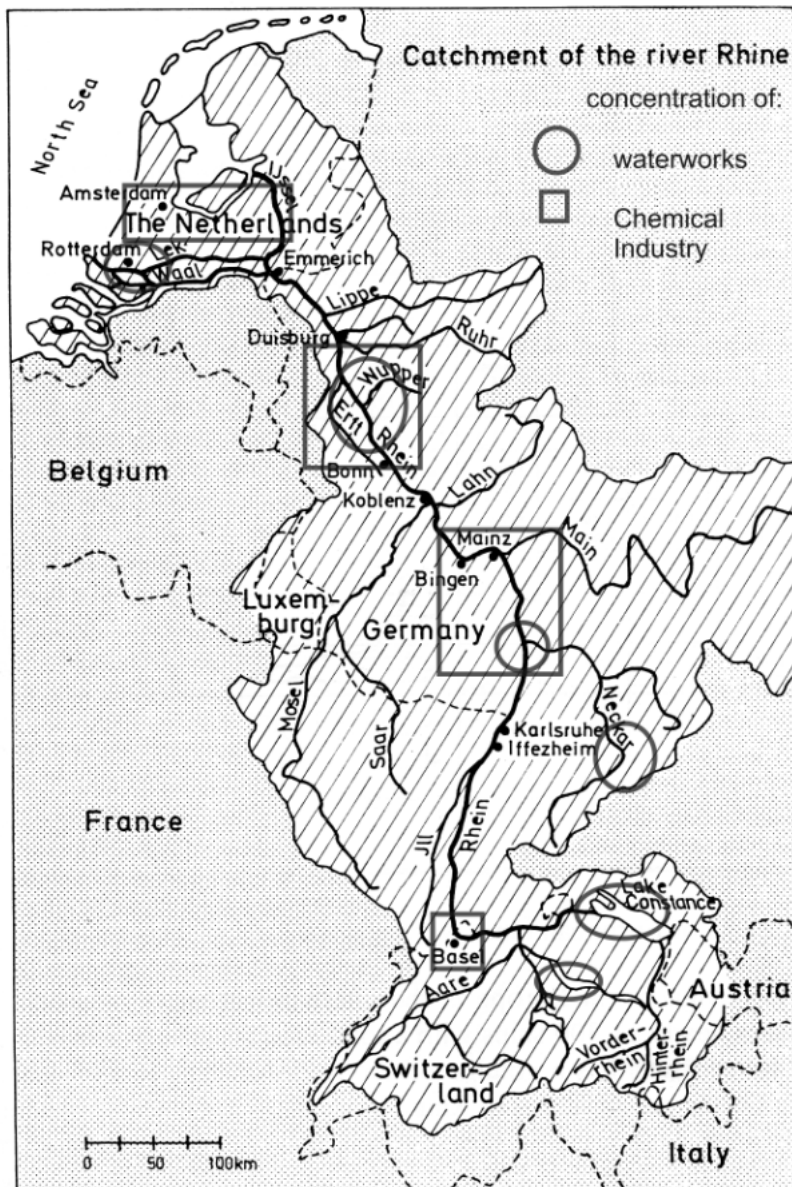 Catchment of the river Rhine
concentration of:
waterworks
Chemical
Industry
North Sea
IJssel
Amsterdam
The Netherlands
Rotterdam
Lek
Waal
Emmerich
Lippe
Duisburg
Ruhr
Wupper
Erft
Rhein
Bonn
Belgium
Lahn
Koblenz
Mainz
Main
Bingen
Luxem-
burg
Germany
Neckar
Mosel
Saar
Karlsruhe
Iffezheim
France
Jll
Rhein
Lake
Constance
Basel
Aare
Austria
Vorder-
rhein
Hinter-
rhein
Switzer-
land
Italy
0 50 100km